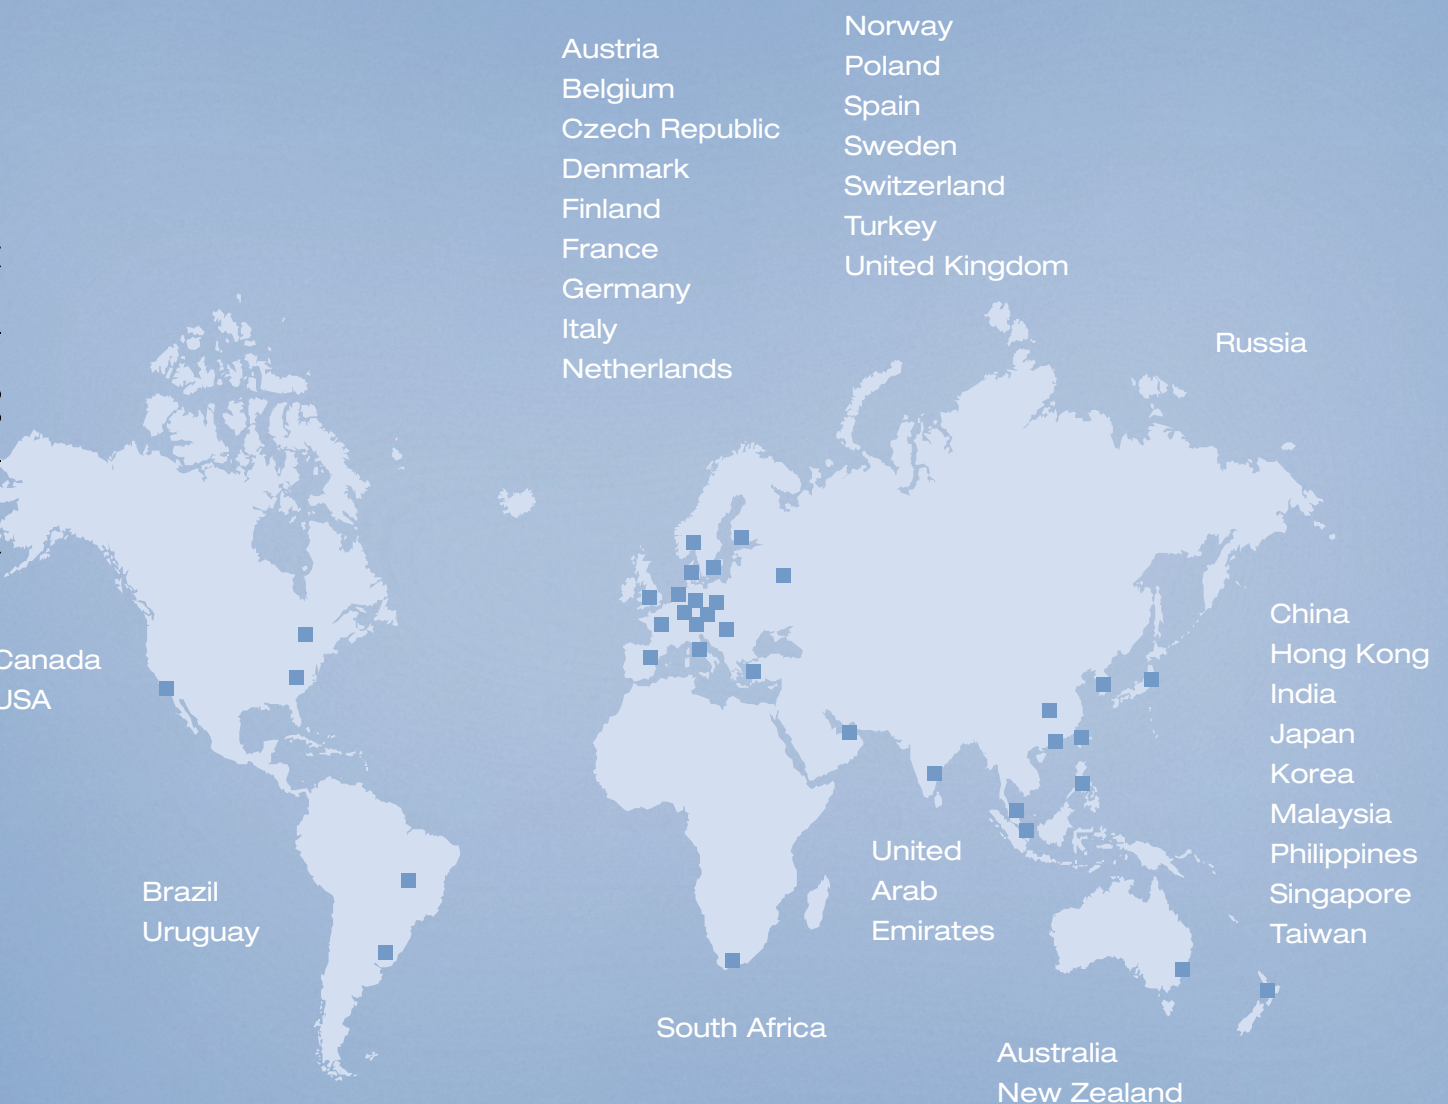 Austria
Belgium
Czech Republic
Denmark
Finland
France
Germany
Italy
Netherlands
Norway
Poland
Spain
Sweden
Switzerland
Turkey
United Kingdom
Russia
Canada
USA
China
Hong Kong
India
Japan
Korea
Malaysia
Philippines
Singapore
Taiwan
Brazil
Uruguay
United
Arab
Emirates
South Africa
Australia
New Zealand